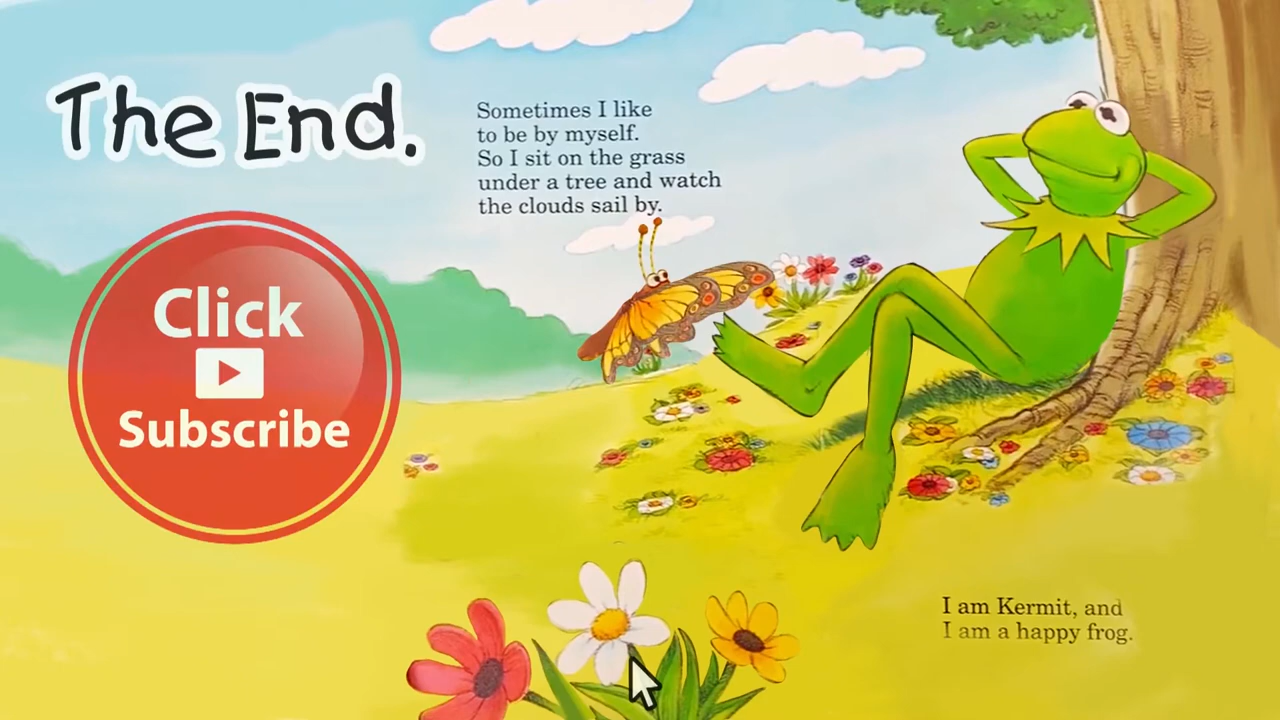 The End.
Sometimes I like
to be by myself.
So I sit on the grass
under a tree and watch
the clouds sail by.
Click
Subscribe
I am Kermit, and
I am a happy frog.